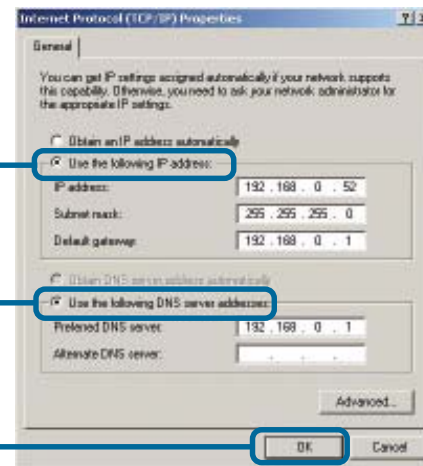 Internet Protocol (TCP/IP) Properties
General
You can get IP settings assigned automatically if your network supports
this capability. Otherwise, you need to ask your network administrator for
the appropriate IP settings.
Obtain an IP address automatically
Use the following IP address:
IP address: 192 . 168 . 0 . 52
Subnet mask: 255 . 255 . 255 . 0
Default gateway: 192 . 168 . 0 . 1
Obtain DNS server address automatically
Use the following DNS server addresses:
Preferred DNS server: 192 . 168 . 0 . 1
Alternate DNS server: . . .
Advanced...
OK Cancel